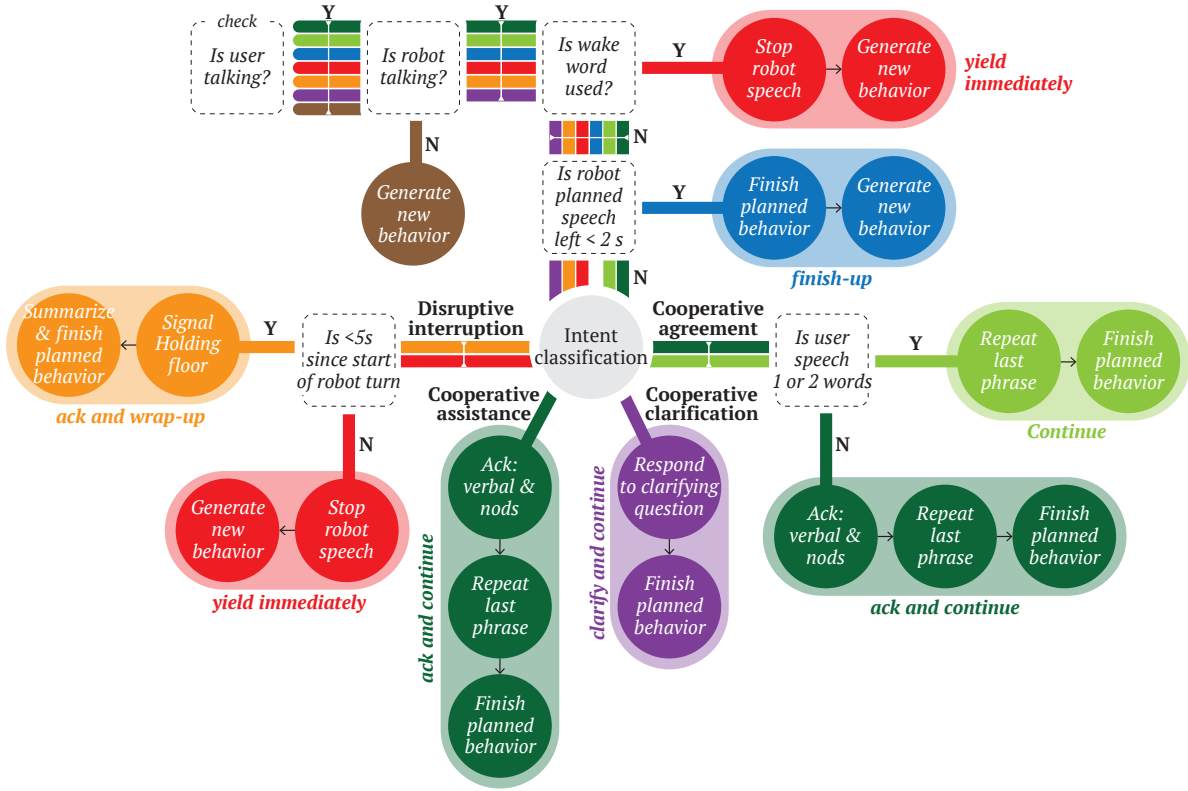 check
Is user
talking?
Y
Is robot
talking?
Y
Is wake
word
used?
Y
Stop
robot
speech
Generate
new
behavior
yield
immediately
N
Generate
new
behavior
N
Is robot
planned
speech
left < 2 s
Y
Finish
planned
behavior
Generate
new
behavior
finish-up
N
Intent
classification
Disruptive
interruption
Is <5s
since start
of robot turn
Y
Signal
Holding
floor
Summarize
& finish
planned
behavior
ack and wrap-up
N
Stop
robot
speech
Generate
new
behavior
yield immediately
Cooperative
agreement
Is user
speech
1 or 2 words
Y
Repeat
last
phrase
Finish
planned
behavior
Continue
N
Ack:
verbal &
nods
Repeat
last
phrase
Finish
planned
behavior
ack and continue
Cooperative
assistance
Ack:
verbal &
nods
Repeat
last
phrase
Finish
planned
behavior
ack and continue
Cooperative
clarification
Respond
to clarifying
question
Finish
planned
behavior
clarify and continue